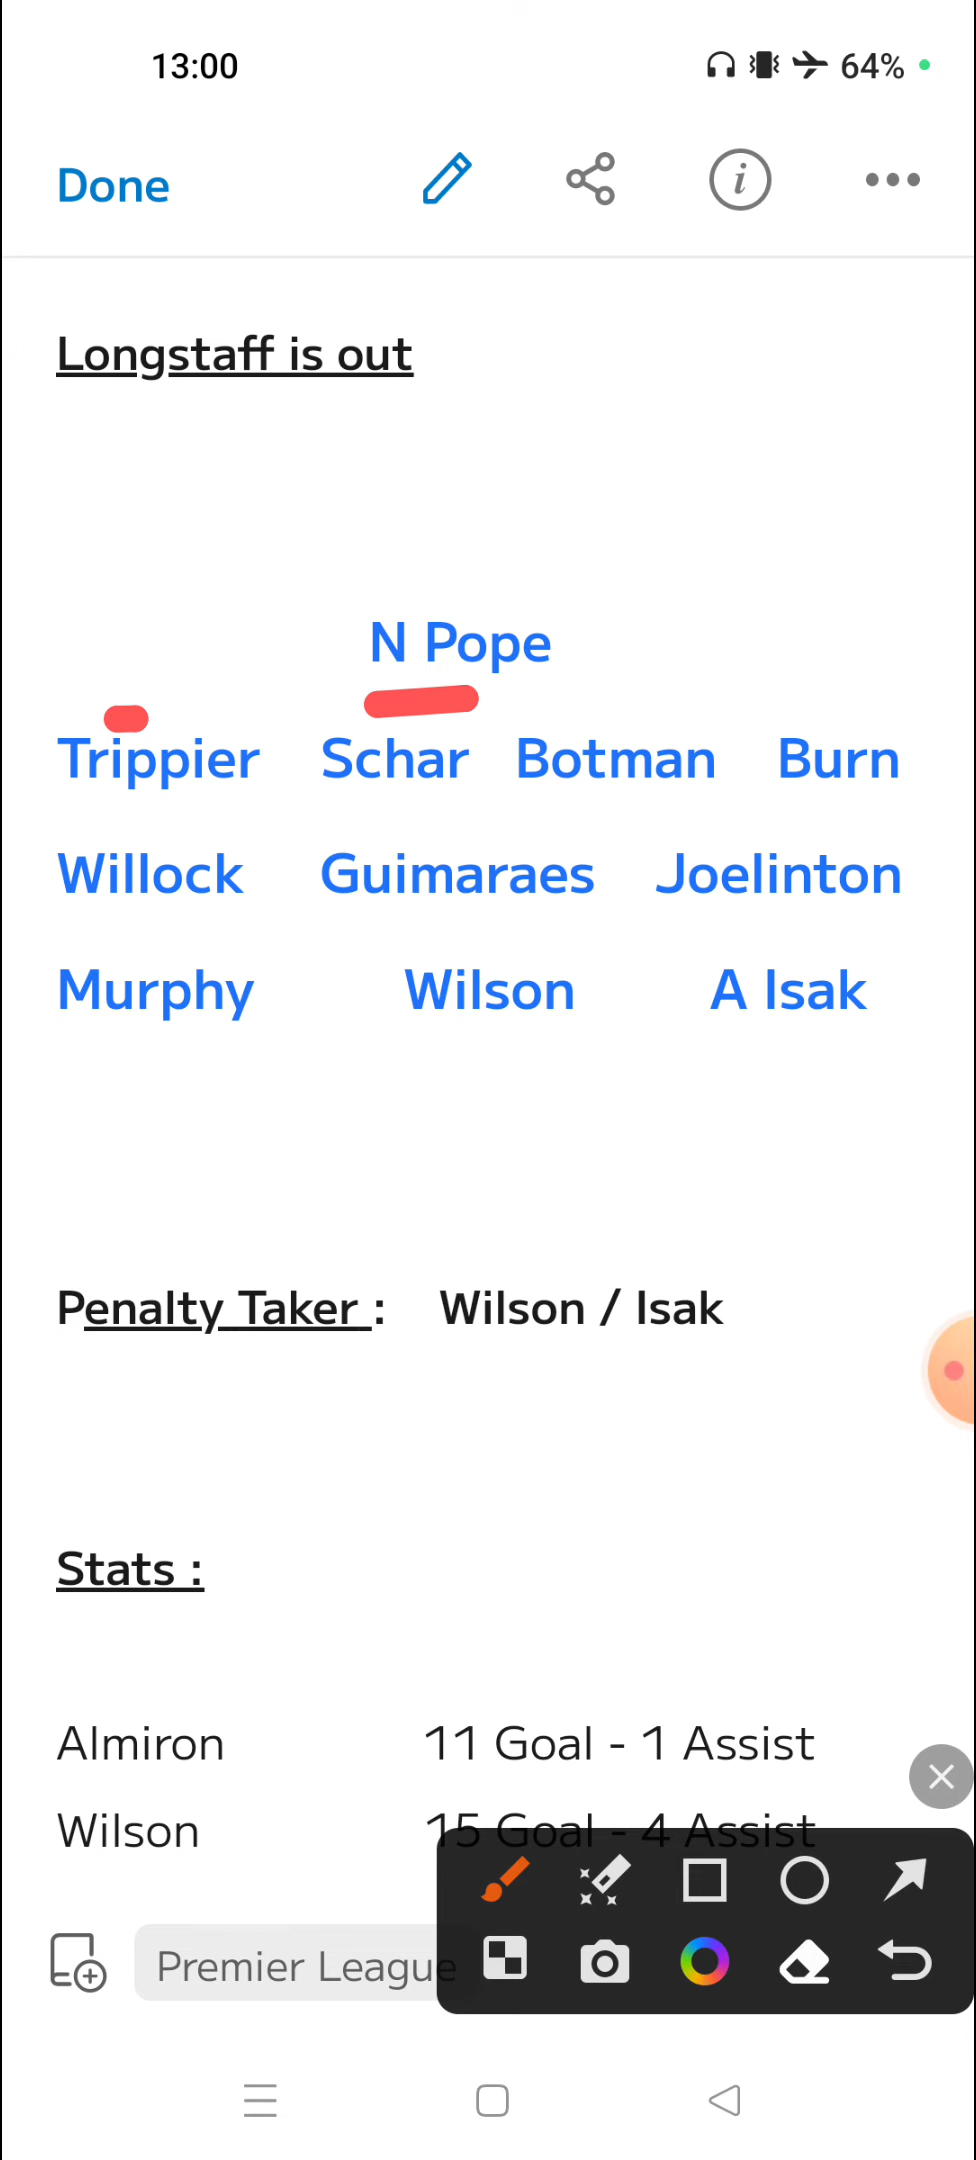 13:00 64%
Done
Longstaff is out
N Pope
Trippier Schar Botman Burn
Willock Guimaraes Joelinton
Murphy Wilson A Isak
Penalty Taker : Wilson / Isak
Stats :
Almiron 11 Goal - 1 Assist
Wilson 15 Goal - 4 Assist
Premier League